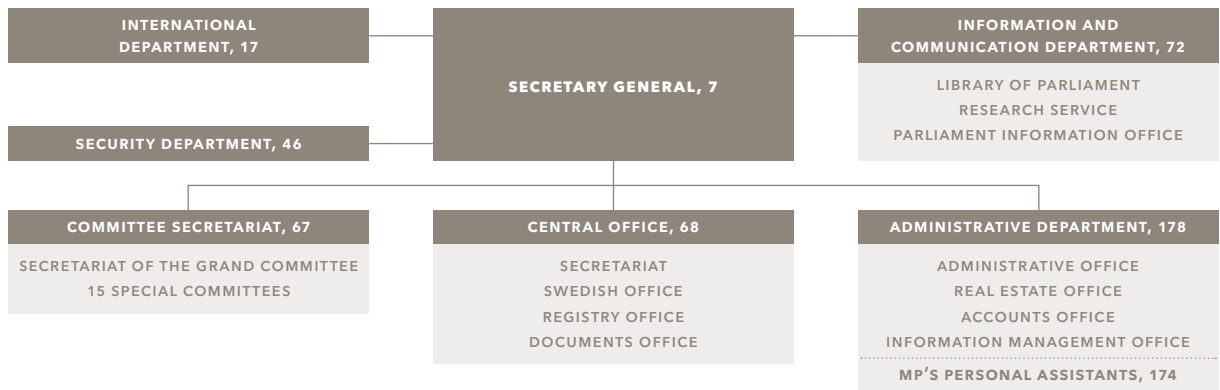 INTERNATIONAL
DEPARTMENT, 17
SECRETARY GENERAL, 7
INFORMATION AND
COMMUNICATION DEPARTMENT, 72
LIBRARY OF PARLIAMENT
RESEARCH SERVICE
PARLIAMENT INFORMATION OFFICE
SECURITY DEPARTMENT, 46
COMMITTEE SECRETARIAT, 67
SECRETARIAT OF THE GRAND COMMITTEE
15 SPECIAL COMMITTEES
CENTRAL OFFICE, 68
SECRETARIAT
SWEDISH OFFICE
REGISTRY OFFICE
DOCUMENTS OFFICE
ADMINISTRATIVE DEPARTMENT, 178
ADMINISTRATIVE OFFICE
REAL ESTATE OFFICE
ACCOUNTS OFFICE
INFORMATION MANAGEMENT OFFICE
MP'S PERSONAL ASSISTANTS, 174